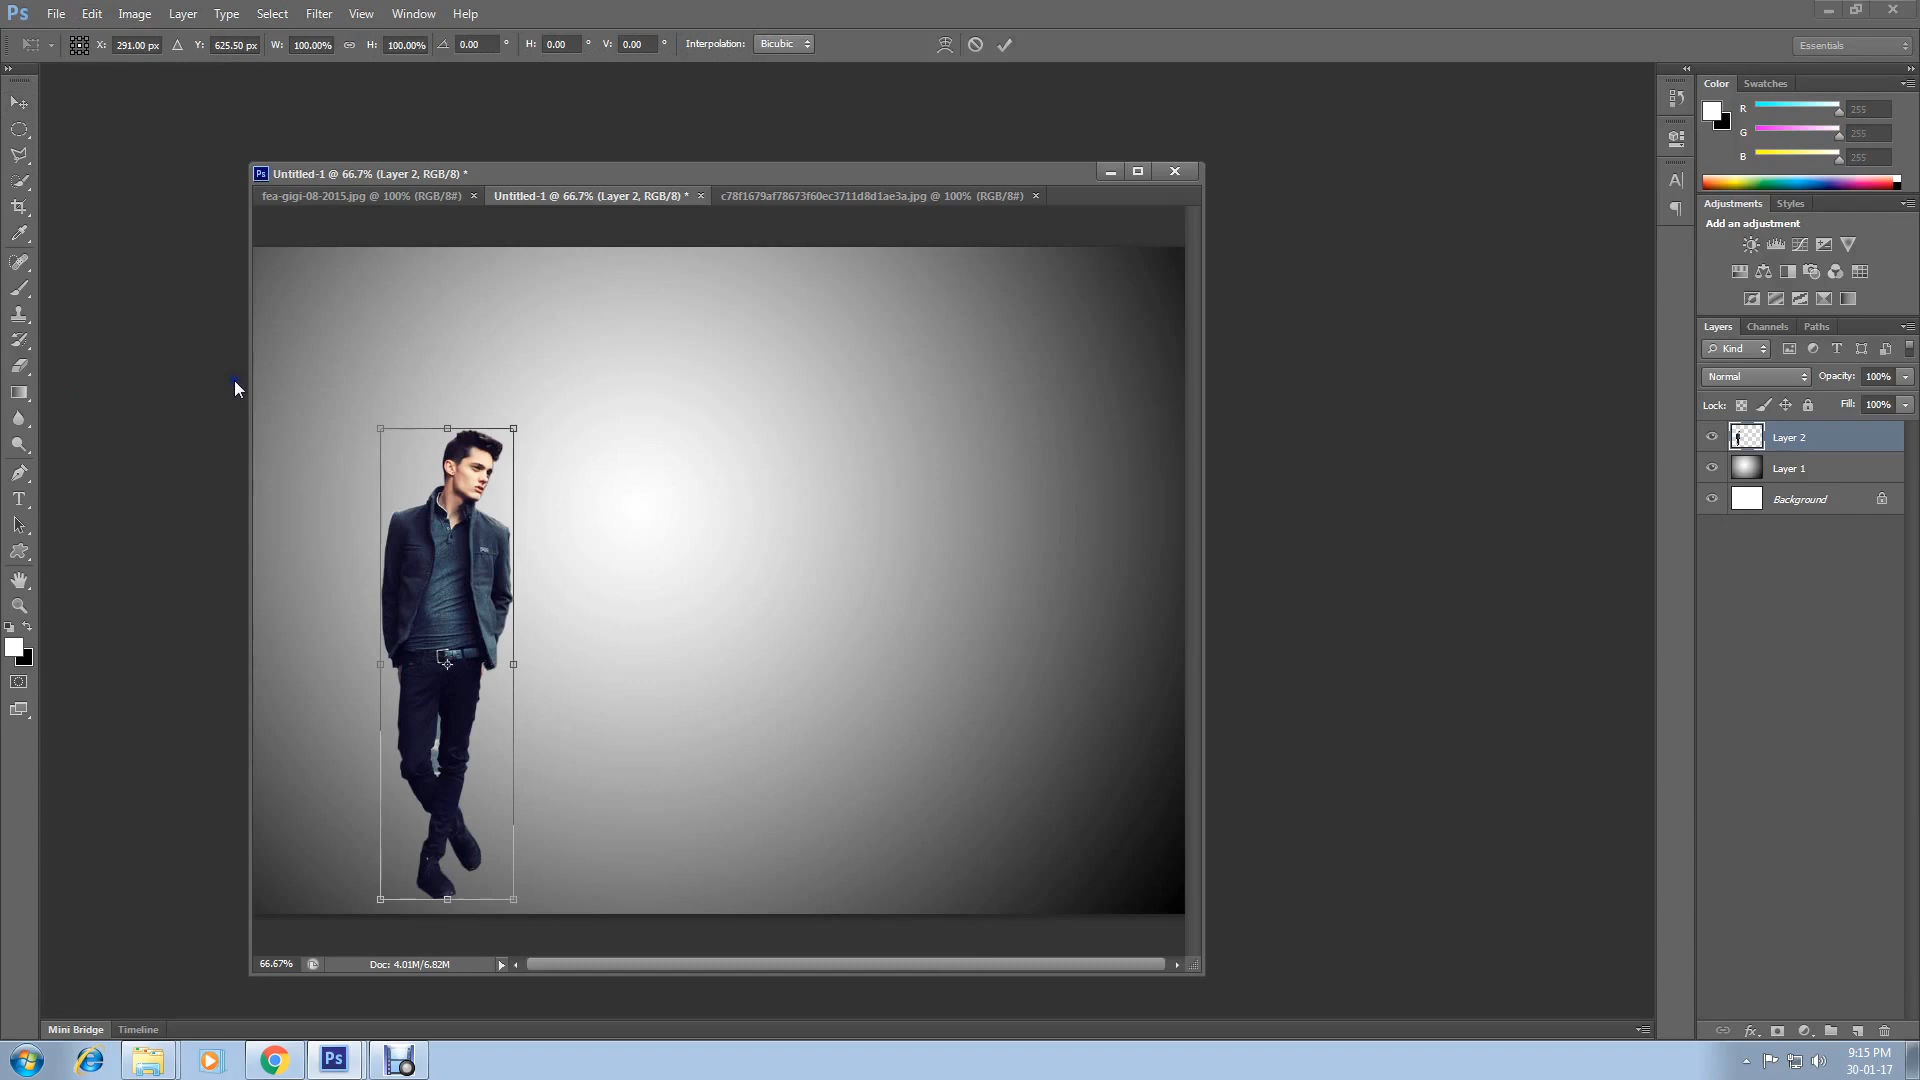 Ps File Edit Image Layer Type Select Filter View Window Help
X: 291.00 px Y: 625.50 px W: 100.00% H: 100.00% 0.00 ° H: 0.00 ° V: 0.00 ° Interpolation: Bicubic Essentials
Color Swatches
R 255
G 255
B 255
Adjustments Styles
Add an adjustment
Layers Channels Paths
Kind T
Normal Opacity: 100%
Lock: Fill: 100%
Layer 2
Layer 1
Background
Ps Untitled-1 @ 66.7% (Layer 2, RGB/8) *
fea-gigi-08-2015.jpg @ 100% (RGB/8#) × Untitled-1 @ 66.7% (Layer 2, RGB/8) * × c78f1679af78673f60ec3711d8d1ae3a.jpg @ 100% (RGB/8#) ×
66.67% Doc: 4.01M/6.82M
Mini Bridge Timeline
Ps
9:15 PM
30-01-17